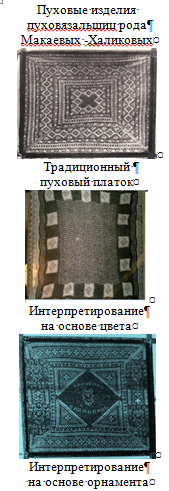 Пуховые изделия
пуховязальщиц рода
Макаевых -Халиковых
Традиционный
пуховый платок
Интерпретирование
на основе цвета
Интерпретирование
на основе орнамента